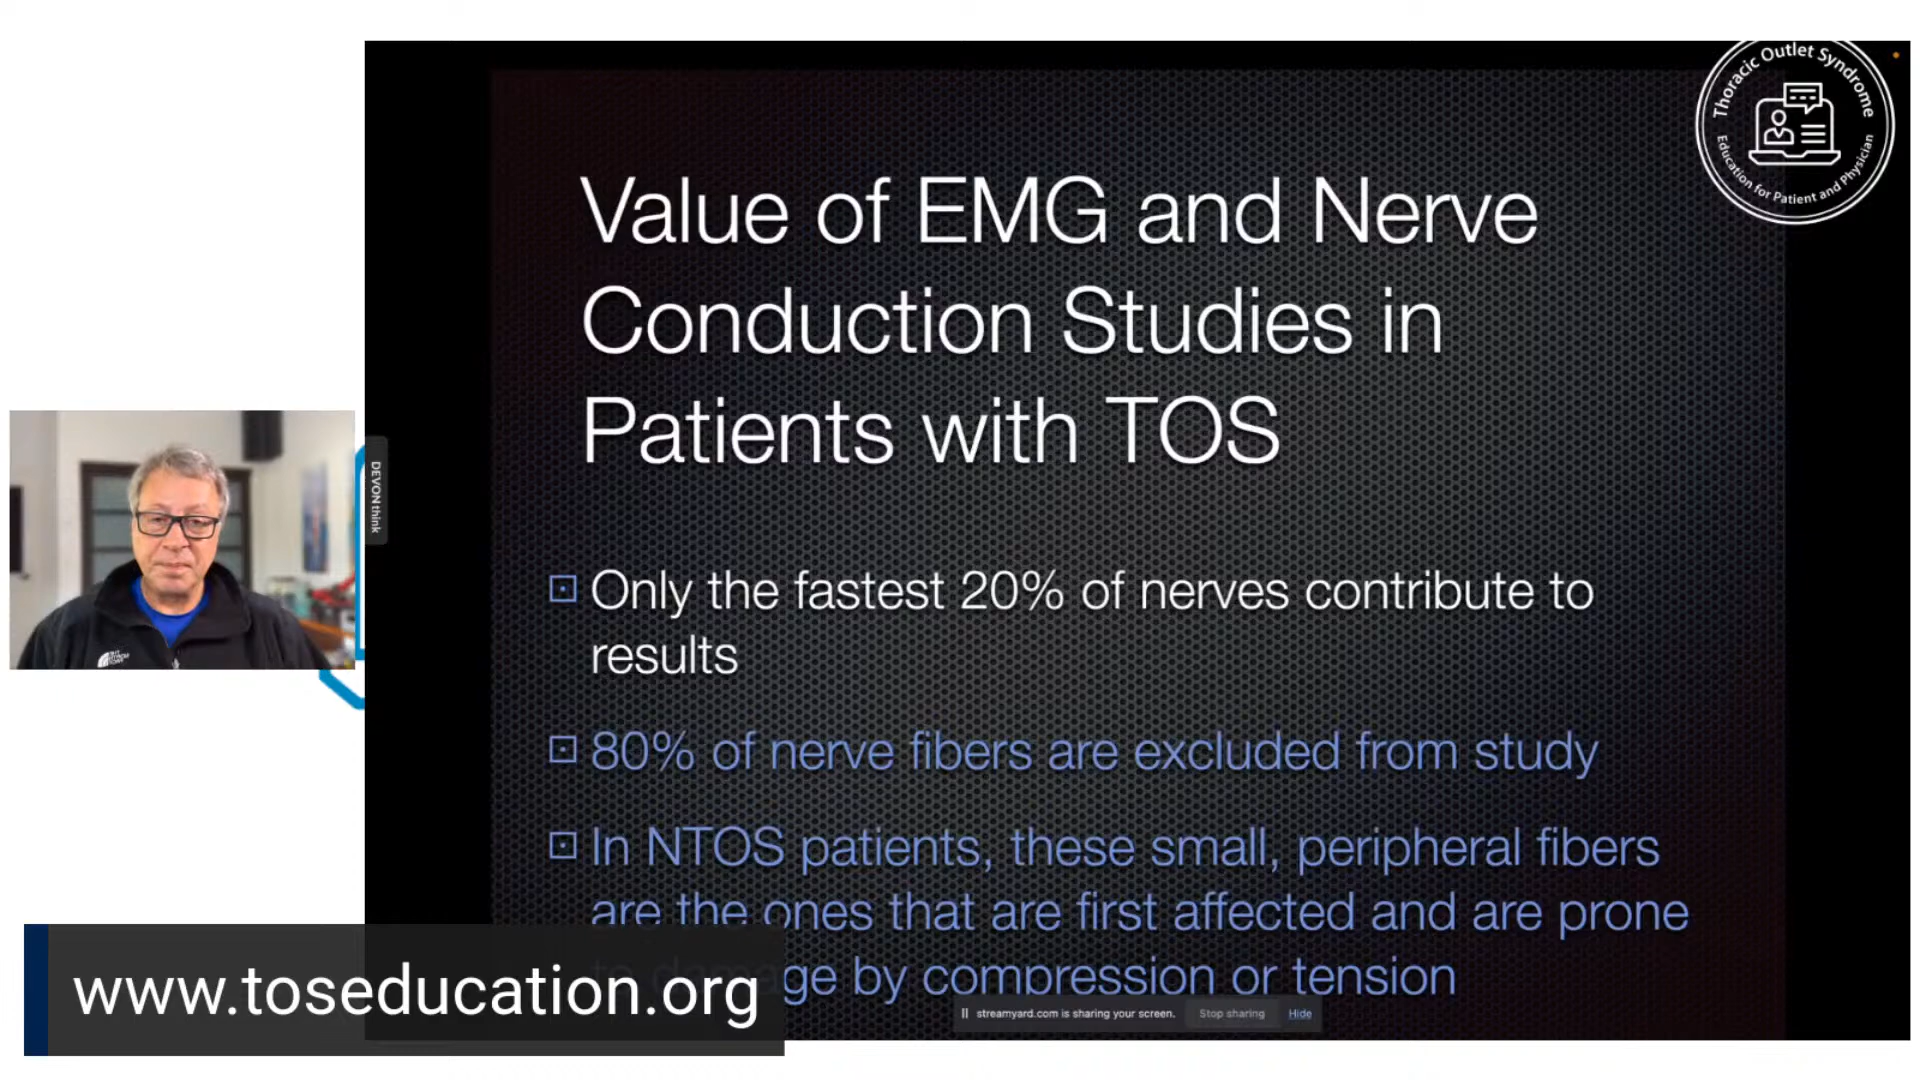 Thoracic Outlet Syndrome
Education for Patient and Physician
Value of EMG and Nerve
Conduction Studies in
Patients with TOS
DEVONthink
Only the fastest 20% of nerves contribute to
results
80% of nerve fibers are excluded from study
In NTOS patients, these small, peripheral fibers
are the ones that are first affected and are prone
to damage by compression or tension
www.toseducation.org
streamyard.com is sharing your screen.
Stop sharing
Hide